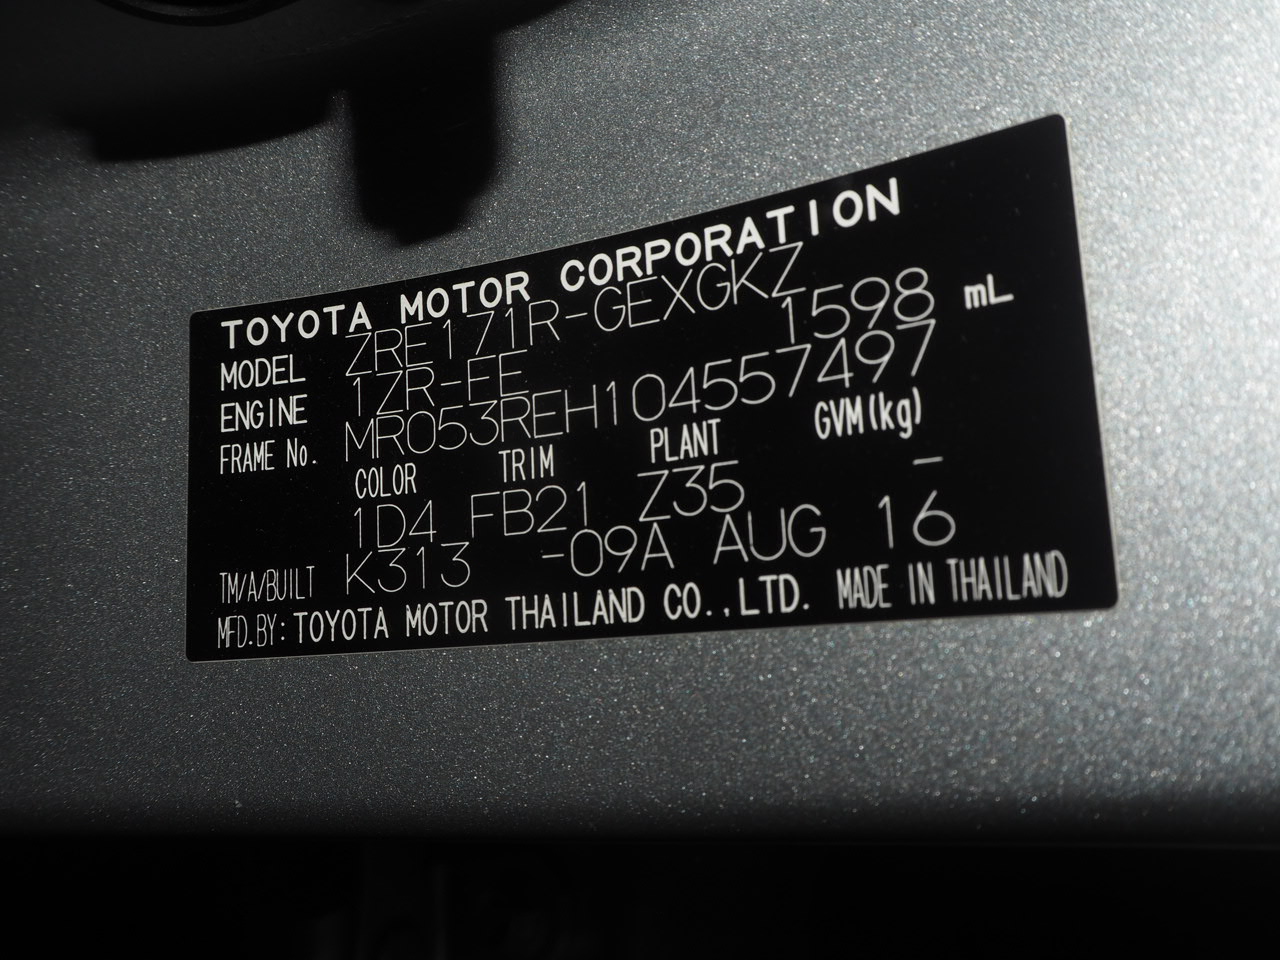 TOYOTA MOTOR CORPORATION
MODEL ZRE171R-GEXGKZ
ENGINE 1ZR-FE 1598 mL
FRAME No. MR053REH104557497
COLOR TRIM PLANT GVM(kg)
1D4 FB21 Z35 –
TM/A/BUILT K313 -09A AUG 16
MFD.BY:TOYOTA MOTOR THAILAND CO.,LTD. MADE IN THAILAND